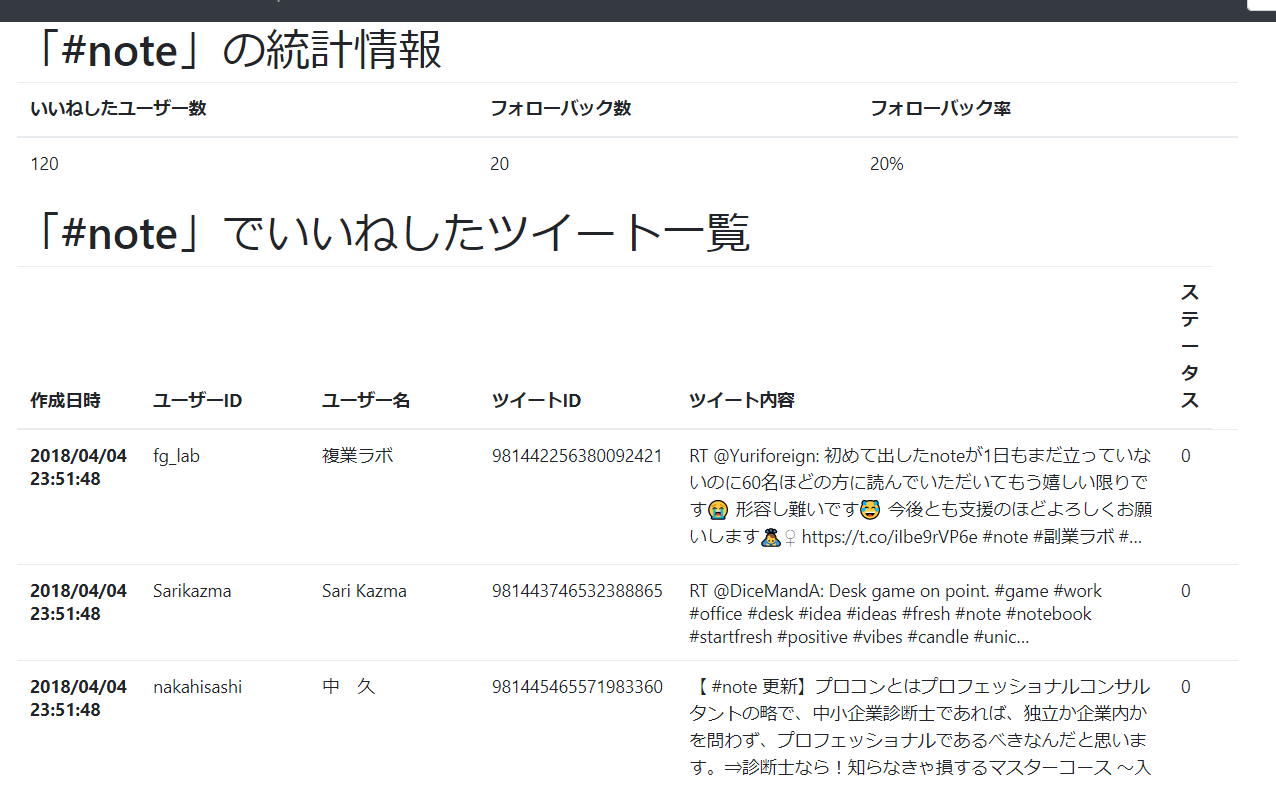 「#note」の統計情報
いいねしたユーザー数 フォローバック数 フォローバック率
120 20 20%
「#note」でいいねしたツイート一覧
作成日時 ユーザーID ユーザー名 ツイートID ツイート内容 ステータス
2018/04/04 23:51:48 fg_lab 複業ラボ 981442256380092421 RT @Yuriforeign: 初めて出したnoteが1日もまだ立っていな 0
いのに60名ほどの方に読んでいただいてもう嬉しい限りで
す😭 形容し難いです😅 今後とも支援のほどよろしくお願
いします🙇♀ https://t.co/ilbe9rVP6e #note #副業ラボ #…
2018/04/04 23:51:48 Sarikazma Sari Kazma 981443746532388865 RT @DiceMandA: Desk game on point. #game #work 0
#office #desk #idea #ideas #fresh #note #notebook
#startfresh #positive #vibes #candle #unic…
2018/04/04 23:51:48 nakahisashi 中　久 981445465571983360 【 #note 更新】プロコンとはプロフェッショナルコンサル 0
タントの略で、中小企業診断士であれば、独立か企業内か
を問わず、プロフェッショナルであるべきなんだと思いま
す。⇒診断士なら！知らなきゃ損するマスターコース ～入